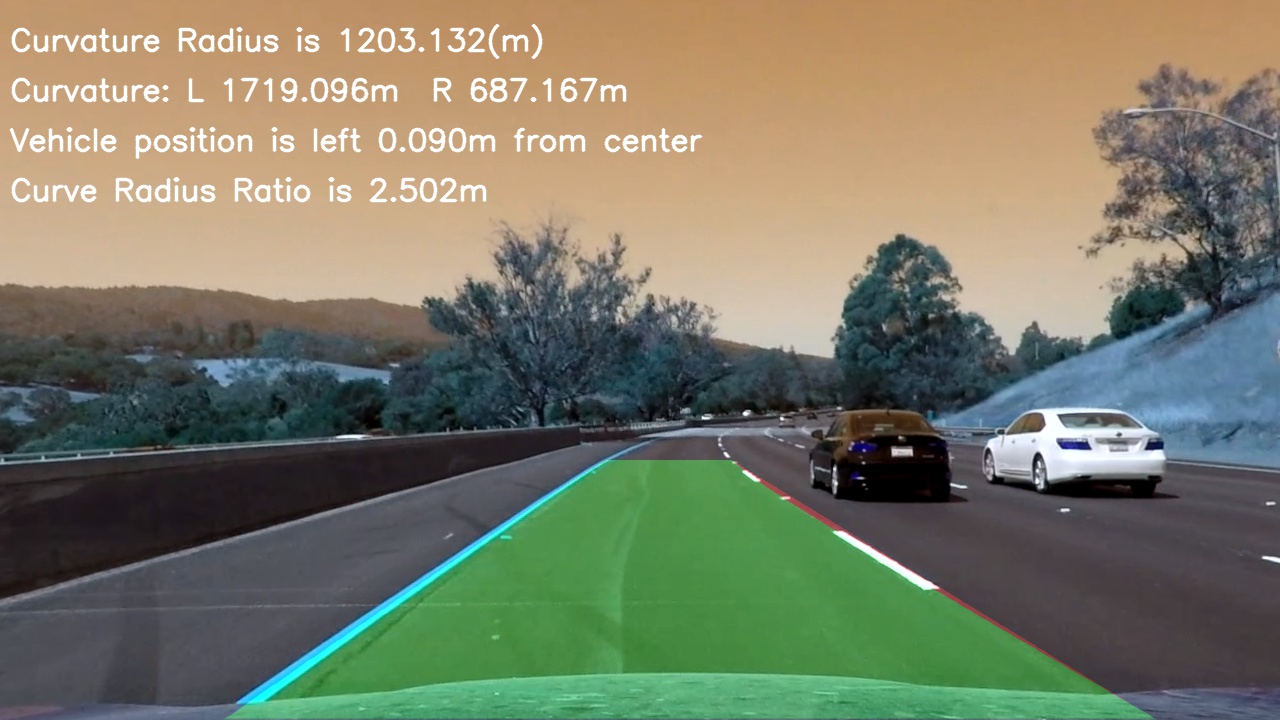 Curvature Radius is 1203.132(m)
Curvature: L 1719.096m R 687.167m
Vehicle position is left 0.090m from center
Curve Radius Ratio is 2.502m